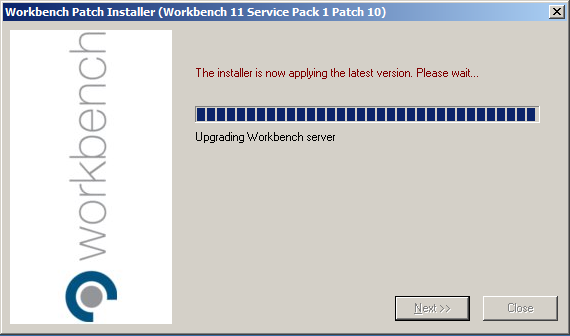 Workbench Patch Installer (Workbench 11 Service Pack 1 Patch 10)
workbench
The installer is now applying the latest version. Please wait...
Upgrading Workbench server
Next >>
Close